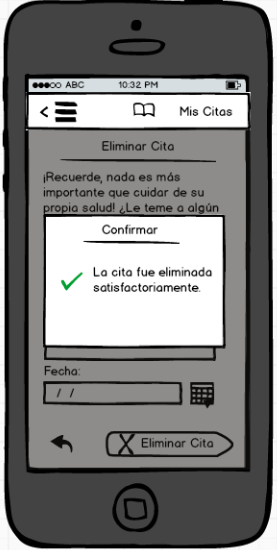 ABC 10:32 PM
< Mis Citas
Eliminar Cita
¡Recuerde, nada es más
importante que cuidar de su
propia salud! ¿Le teme a algún
Confirmar
La cita fue eliminada
satisfactoriamente.
Fecha:
/ /
Eliminar Cita